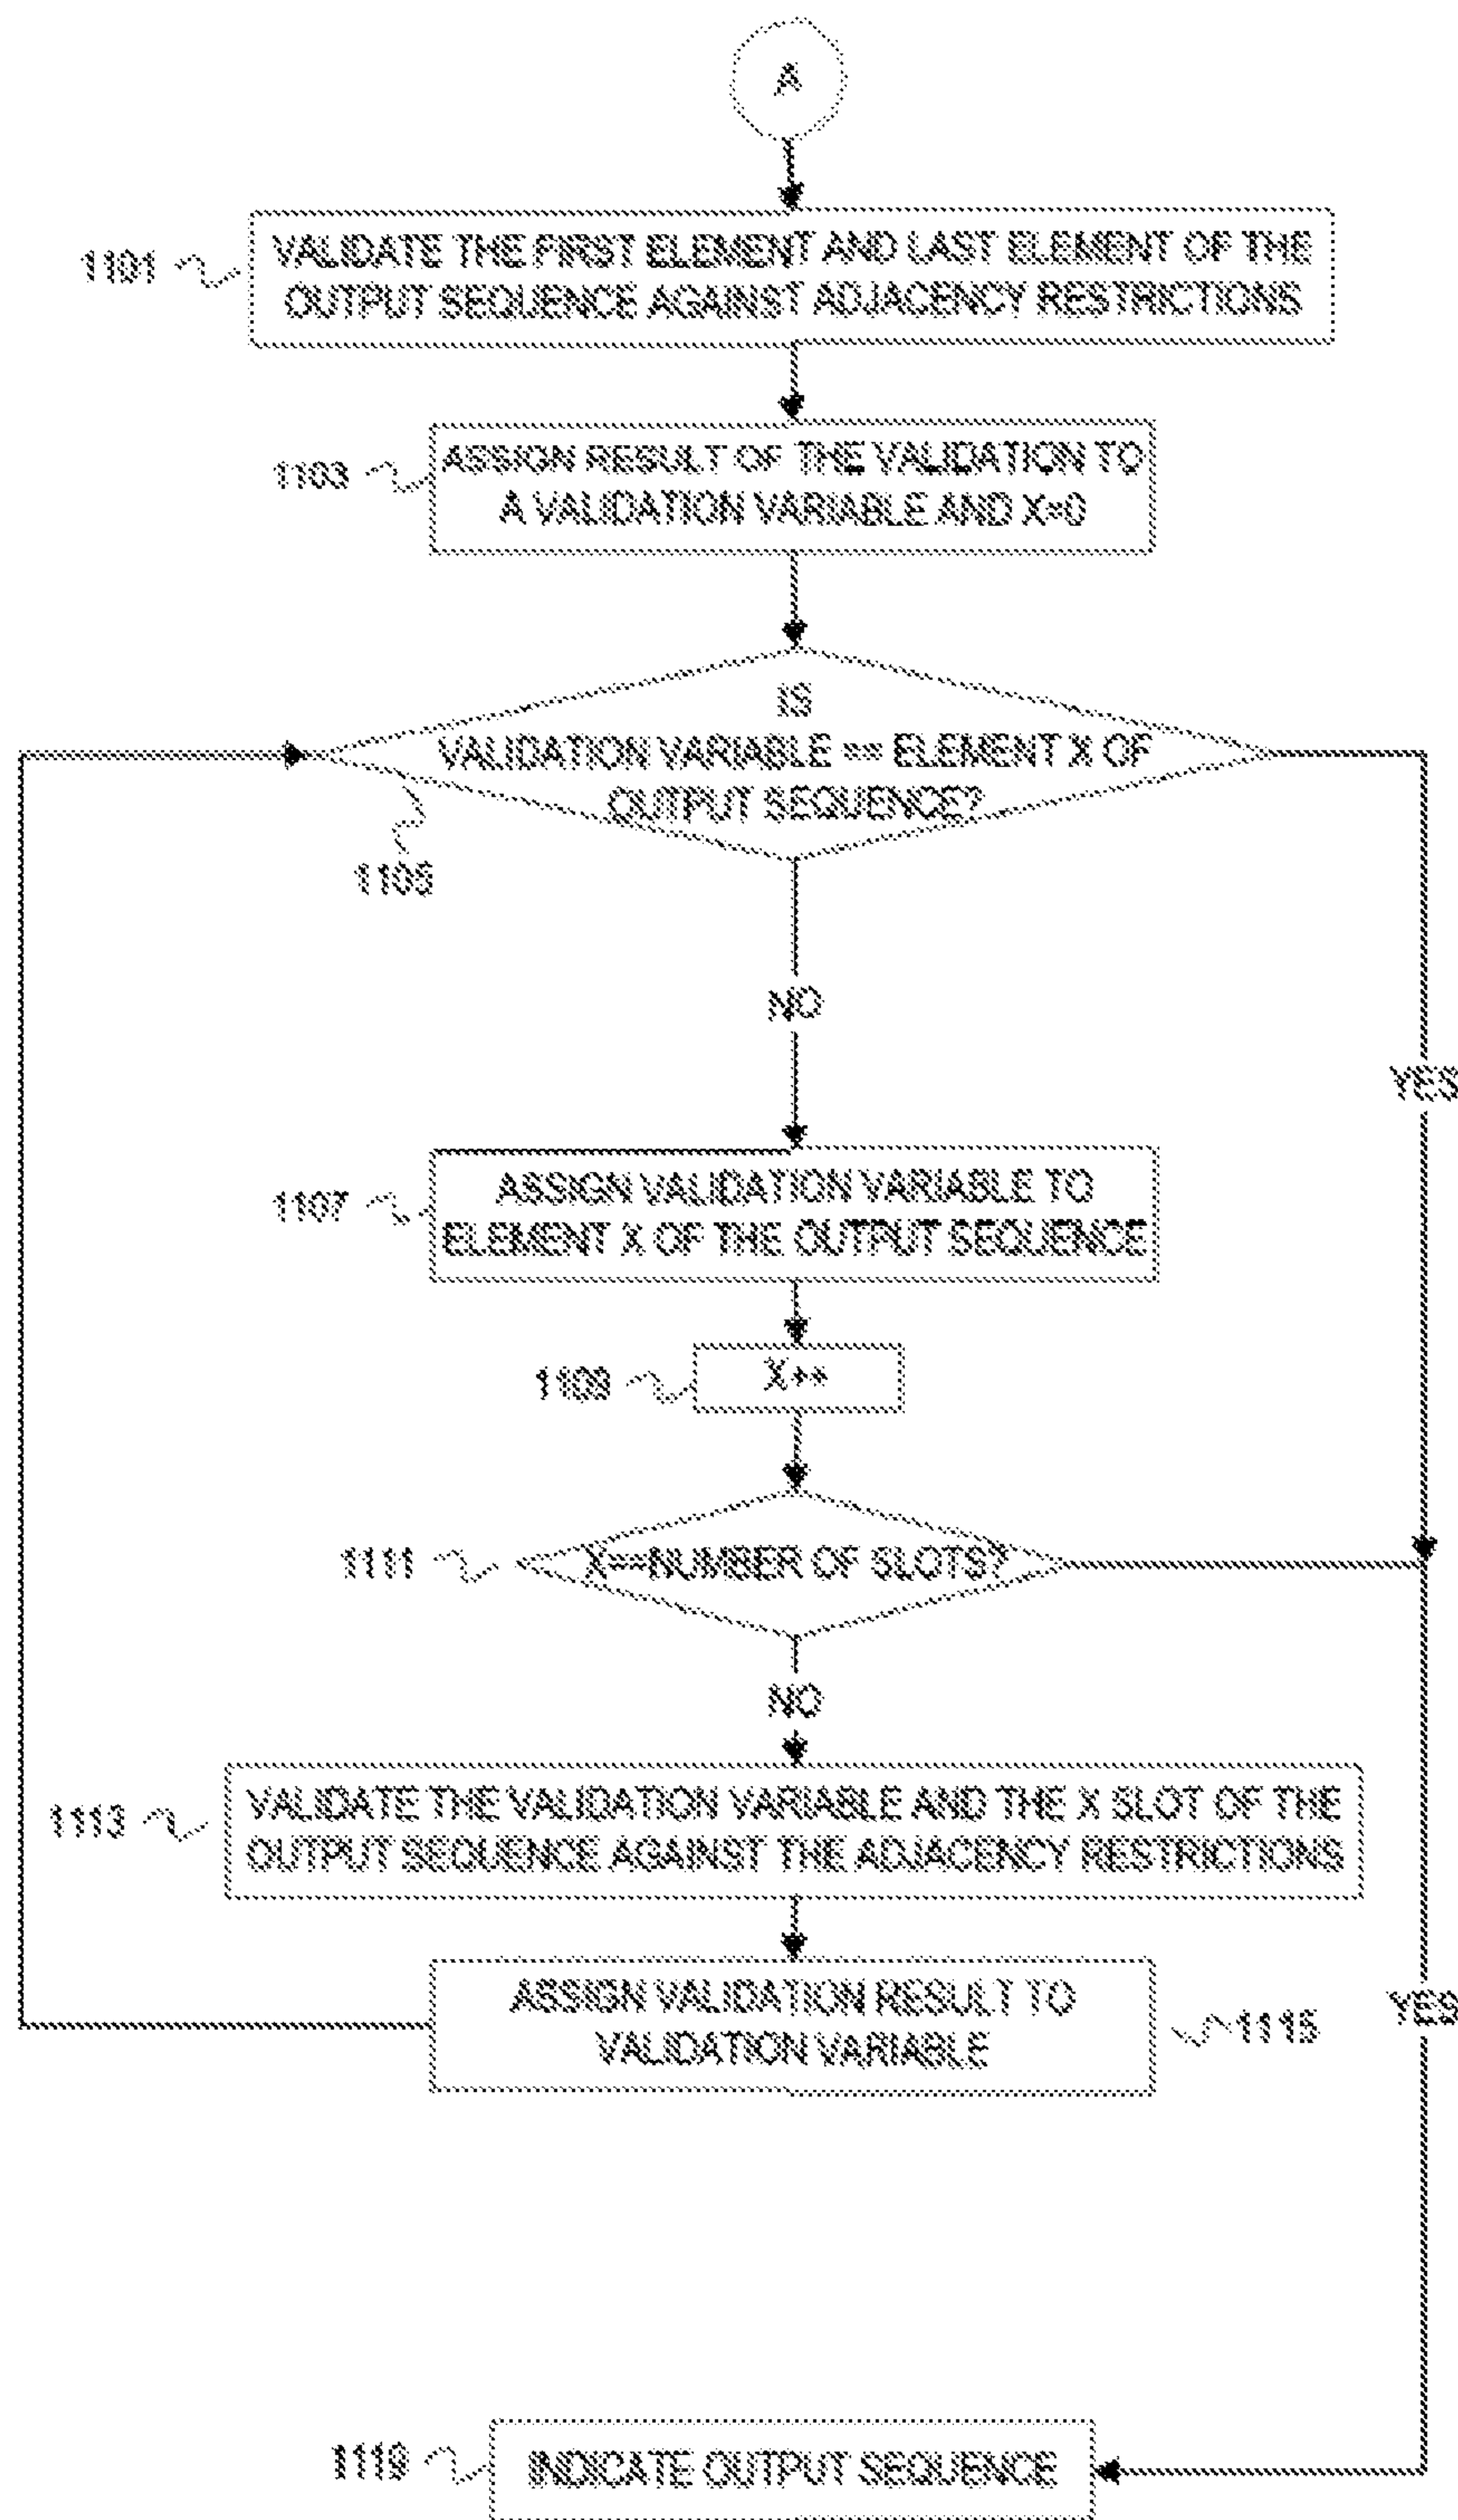 A
1101
VALIDATE THE FIRST ELEMENT AND LAST ELEMENT OF THE
OUTPUT SEQUENCE AGAINST ADJACENCY RESTRICTIONS
1103
ASSIGN RESULT OF THE VALIDATION TO
A VALIDATION VARIABLE AND X=0
IS
VALIDATION VARIABLE == ELEMENT X OF
OUTPUT SEQUENCE?
1105
NO
YES
1107
ASSIGN VALIDATION VARIABLE TO
ELEMENT X OF THE OUTPUT SEQUENCE
1109
X++
1111
X==NUMBER OF SLOTS?
NO
1113
VALIDATE THE VALIDATION VARIABLE AND THE X SLOT OF THE
OUTPUT SEQUENCE AGAINST THE ADJACENCY RESTRICTIONS
ASSIGN VALIDATION RESULT TO
VALIDATION VARIABLE
1115
YES
1119
INDICATE OUTPUT SEQUENCE